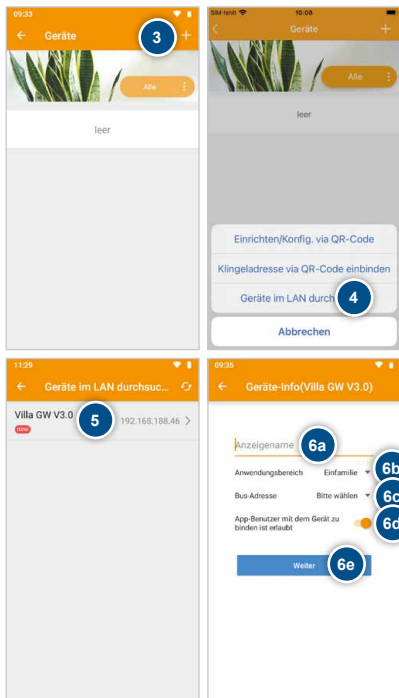 09:33
Geräte
3
Alle
leer
SIM fehlt 10:08
Geräte
Alle
leer
Einrichten/Konfig. via QR-Code
Klingeladresse via QR-Code einbinden
Geräte im LAN durch
4
Abbrechen
11:29
Geräte im LAN durchsuc...
Villa GW V3.0
new
5
192.168.188.46
09:35
Geräte-Info(Villa GW V3.0)
Anzeigename
6a
Anwendungsbereich Einfamilie
6b
Bus-Adresse Bitte wählen
6c
App-Benutzer mit dem Gerät zu
binden ist erlaubt
6d
Weiter
6e